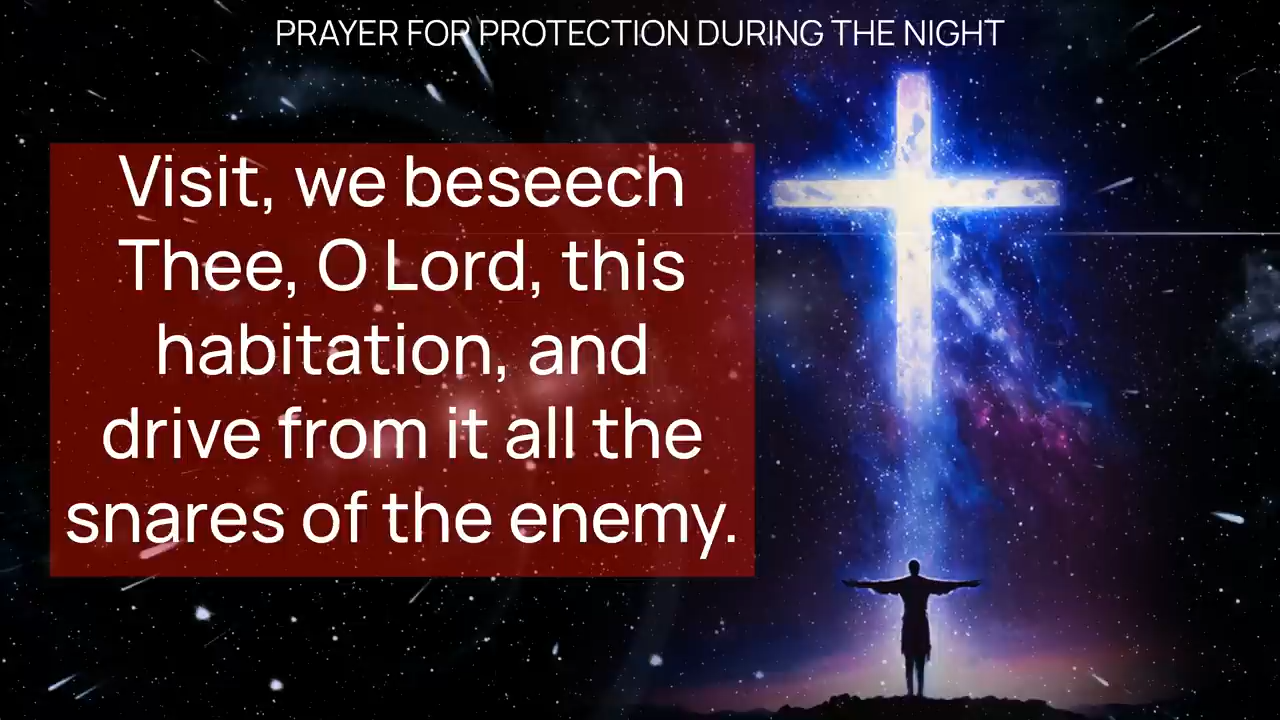 PRAYER FOR PROTECTION DURING THE NIGHT
Visit, we beseech
Thee, O Lord, this
habitation, and
drive from it all the
snares of the enemy.